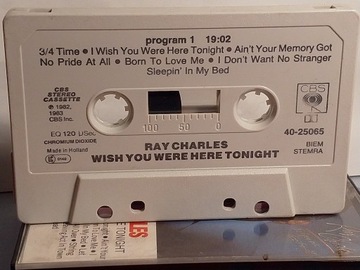 program 1 19:02
3/4 Time • I Wish You Were Here Tonight • Ain't Your Memory Got
No Pride At All • Born To Love Me • I Don't Want No Stranger
Sleepin' In My Bed
CBS
STEREO
CASSETTE
℗ 1982,
1983
CBS Inc.
EQ 120 µ/Sec.
CHROMIUM DIOXIDE
Made in Holland
100 50 0
CBS
40-25065
BIEM
STEMRA
RAY CHARLES
WISH YOU WERE HERE TONIGHT
E TONIGHT